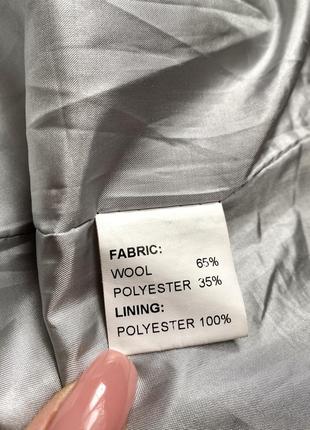 FABRIC:
WOOL 65%
POLYESTER 35%
LINING:
POLYESTER 100%